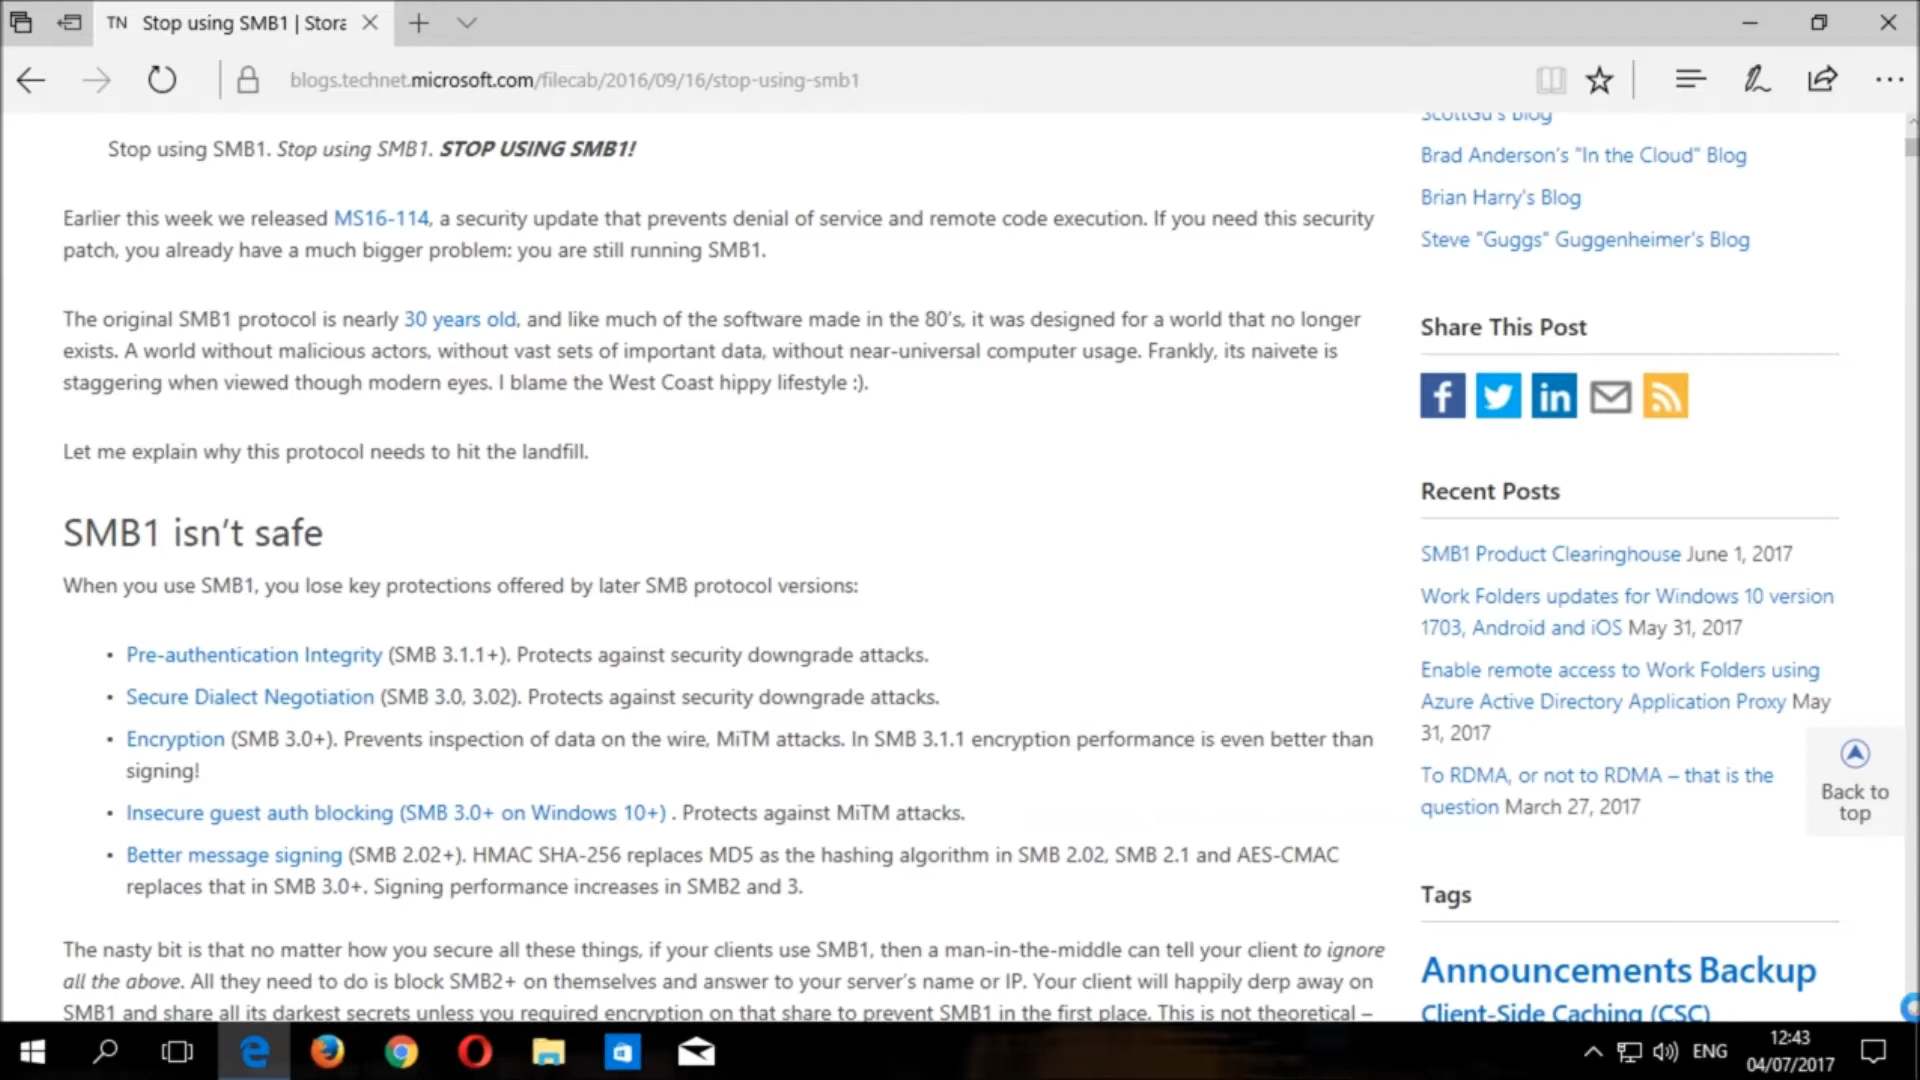 TN Stop using SMB1 | Stora
blogs.technet.microsoft.com/filecab/2016/09/16/stop-using-smb1
Stop using SMB1. Stop using SMB1. STOP USING SMB1!
Earlier this week we released MS16-114, a security update that prevents denial of service and remote code execution. If you need this security
patch, you already have a much bigger problem: you are still running SMB1.
The original SMB1 protocol is nearly 30 years old, and like much of the software made in the 80's, it was designed for a world that no longer
exists. A world without malicious actors, without vast sets of important data, without near-universal computer usage. Frankly, its naivete is
staggering when viewed though modern eyes. I blame the West Coast hippy lifestyle :).
Let me explain why this protocol needs to hit the landfill.
SMB1 isn't safe
When you use SMB1, you lose key protections offered by later SMB protocol versions:
• Pre-authentication Integrity (SMB 3.1.1+). Protects against security downgrade attacks.
• Secure Dialect Negotiation (SMB 3.0, 3.02). Protects against security downgrade attacks.
• Encryption (SMB 3.0+). Prevents inspection of data on the wire, MiTM attacks. In SMB 3.1.1 encryption performance is even better than
signing!
• Insecure guest auth blocking (SMB 3.0+ on Windows 10+) . Protects against MiTM attacks.
• Better message signing (SMB 2.02+). HMAC SHA-256 replaces MD5 as the hashing algorithm in SMB 2.02, SMB 2.1 and AES-CMAC
replaces that in SMB 3.0+. Signing performance increases in SMB2 and 3.
The nasty bit is that no matter how you secure all these things, if your clients use SMB1, then a man-in-the-middle can tell your client to ignore
all the above. All they need to do is block SMB2+ on themselves and answer to your server's name or IP. Your client will happily derp away on
SMB1 and share all its darkest secrets unless you required encryption on that share to prevent SMB1 in the first place. This is not theoretical –
ScottGu's Blog
Brad Anderson's "In the Cloud" Blog
Brian Harry's Blog
Steve "Guggs" Guggenheimer's Blog
Share This Post
Recent Posts
SMB1 Product Clearinghouse June 1, 2017
Work Folders updates for Windows 10 version
1703, Android and iOS May 31, 2017
Enable remote access to Work Folders using
Azure Active Directory Application Proxy May
31, 2017
To RDMA, or not to RDMA – that is the
question March 27, 2017
Back to
top
Tags
Announcements Backup
Client-Side Caching (CSC)
ENG
12:43
04/07/2017